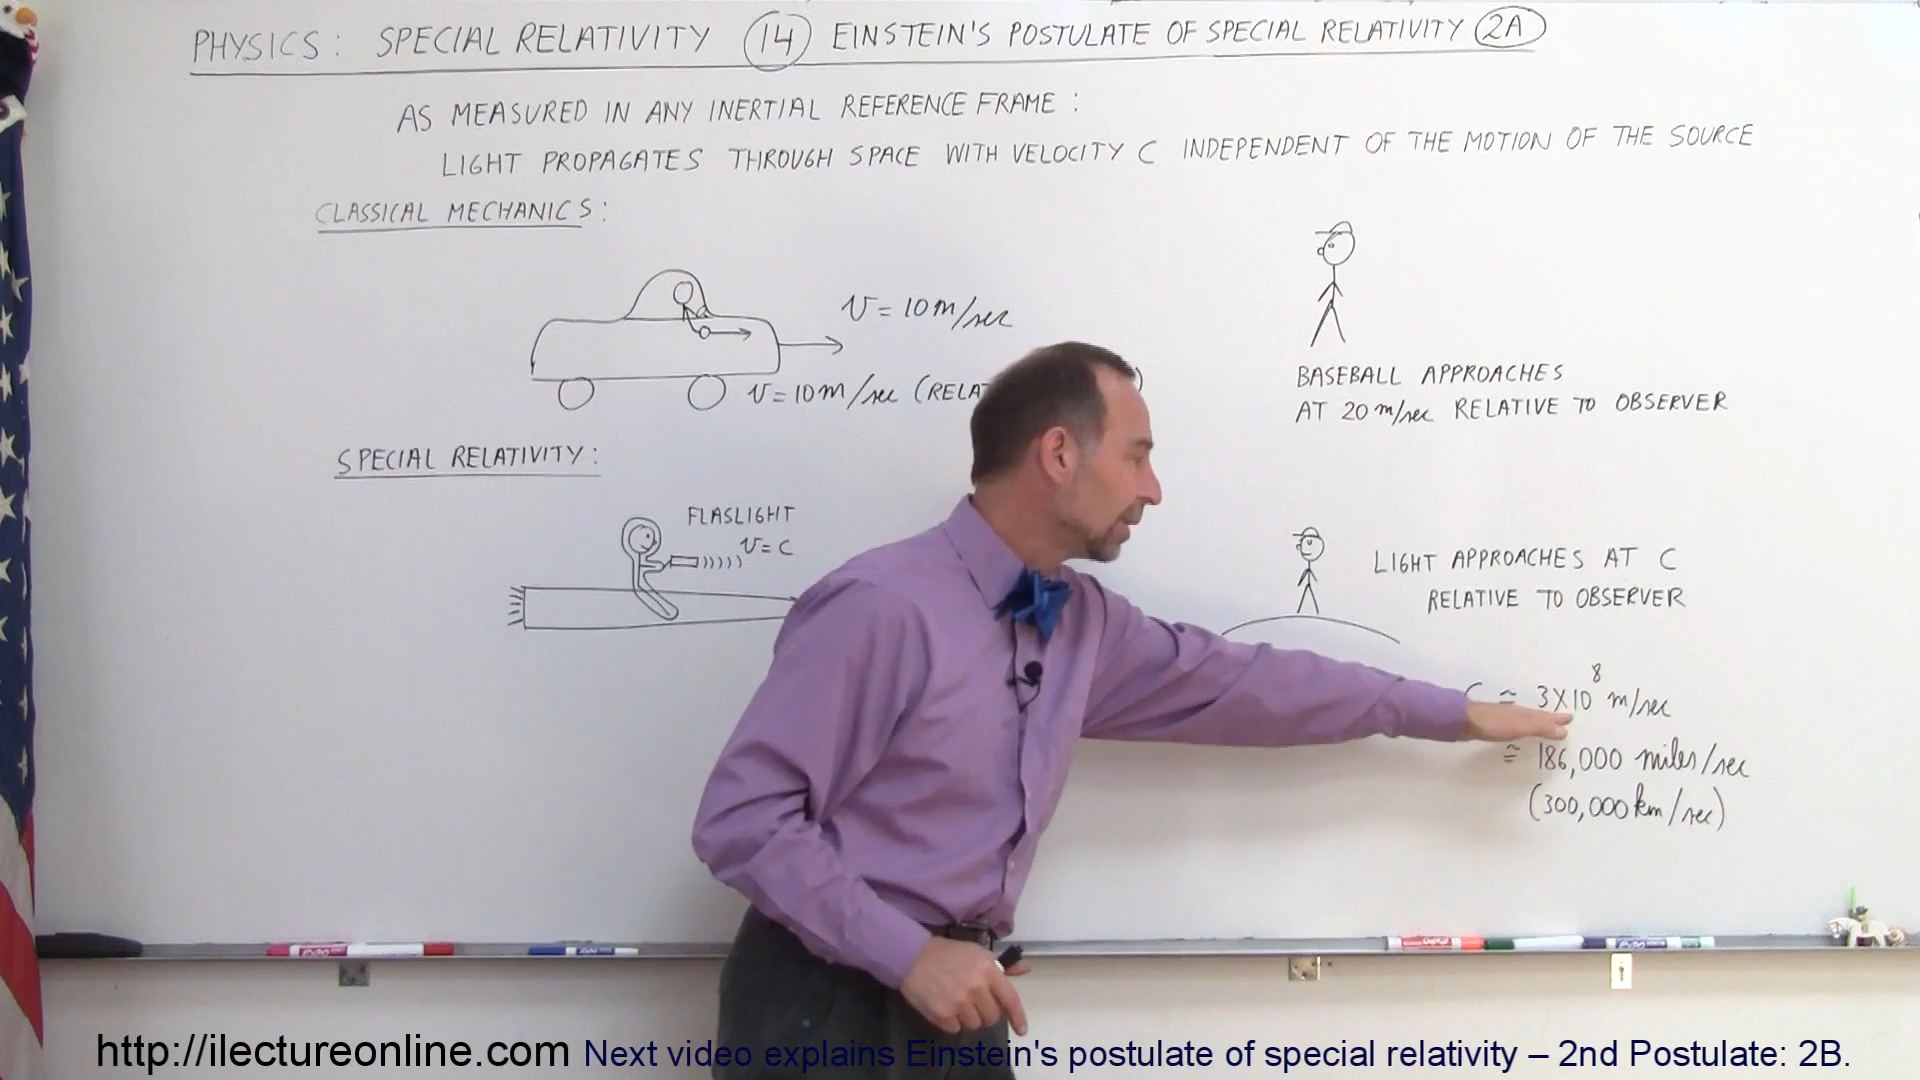 PHYSICS: SPECIAL RELATIVITY 14 EINSTEIN'S POSTULATE OF SPECIAL RELATIVITY 2A
AS MEASURED IN ANY INERTIAL REFERENCE FRAME:
LIGHT PROPAGATES THROUGH SPACE WITH VELOCITY C INDEPENDENT OF THE MOTION OF THE SOURCE
CLASSICAL MECHANICS:
v = 10 m/sec
v = 10 m/sec (RELAT
BASEBALL APPROACHES
AT 20 m/sec RELATIVE TO OBSERVER
SPECIAL RELATIVITY:
FLASLIGHT
v = C
LIGHT APPROACHES AT C
RELATIVE TO OBSERVER
C ≅ 3X10⁸ m/sec
≅ 186,000 miles/sec
(300,000 km/sec)
http://ilectureonline.com Next video explains Einstein's postulate of special relativity – 2nd Postulate: 2B.